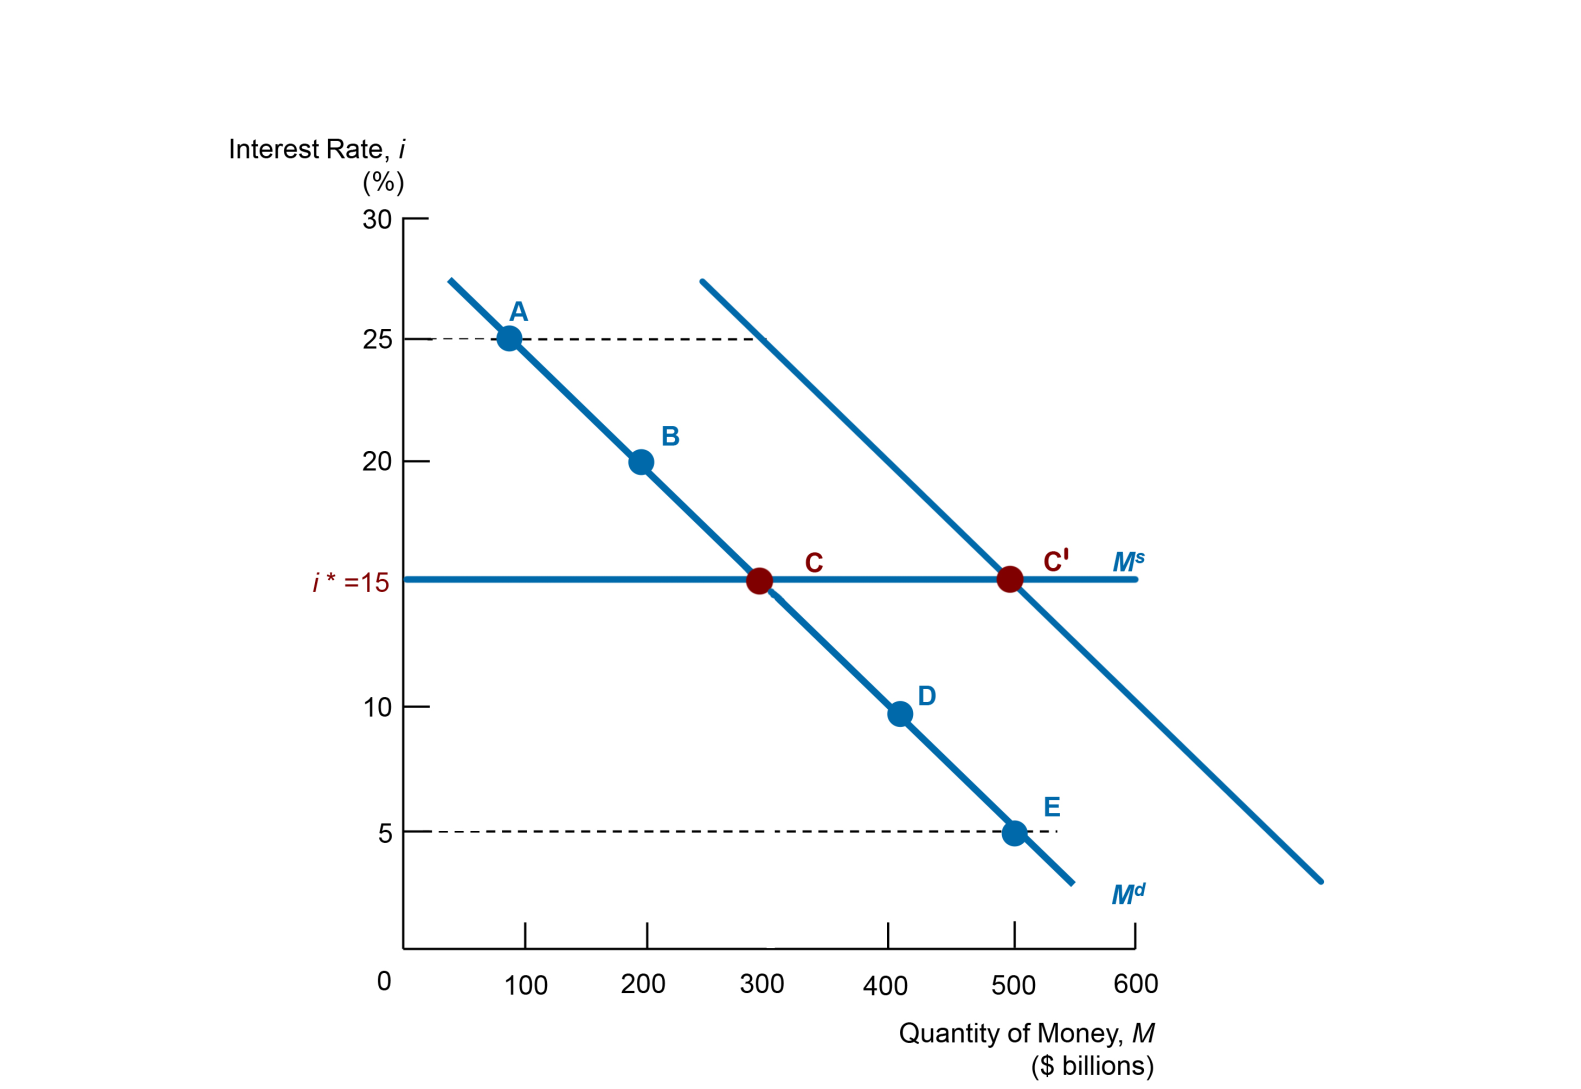 Interest Rate, i
(%)
30
A
25
B
20
C
C'
Mˢ
i * =15
D
10
E
5
Mᵈ
0
100
200
300
400
500
600
Quantity of Money, M
($ billions)